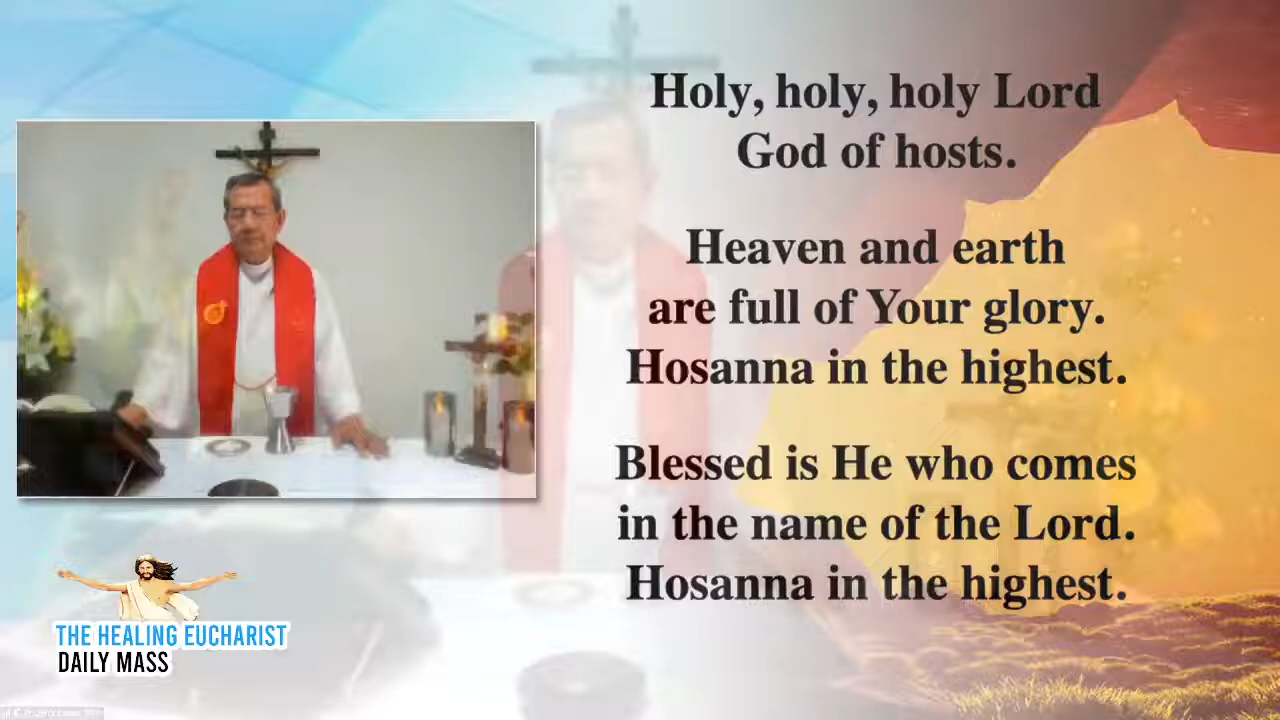 Holy, holy, holy Lord
God of hosts.
Heaven and earth
are full of Your glory.
Hosanna in the highest.
Blessed is He who comes
in the name of the Lord.
Hosanna in the highest.
THE HEALING EUCHARIST
DAILY MASS